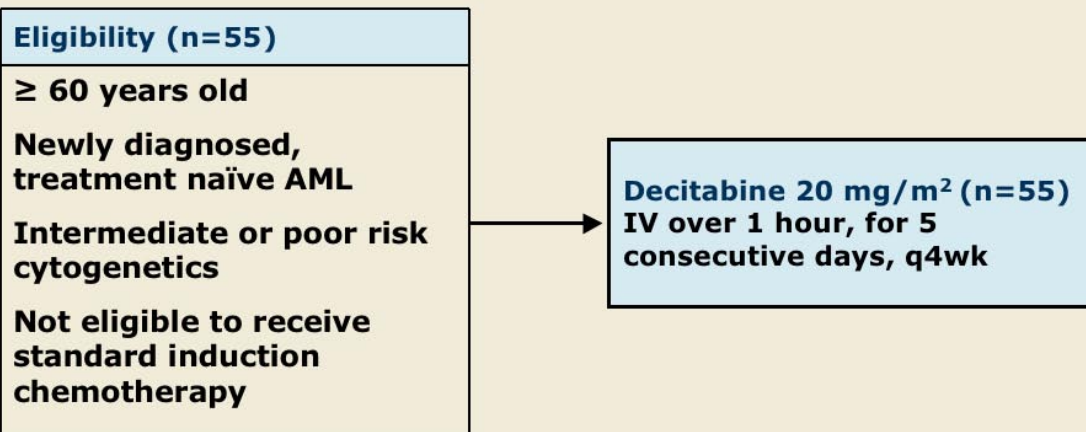 Eligibility (n=55)
≥ 60 years old
Newly diagnosed,
treatment naïve AML
Intermediate or poor risk
cytogenetics
Not eligible to receive
standard induction
chemotherapy
Decitabine 20 mg/m² (n=55)
IV over 1 hour, for 5
consecutive days, q4wk